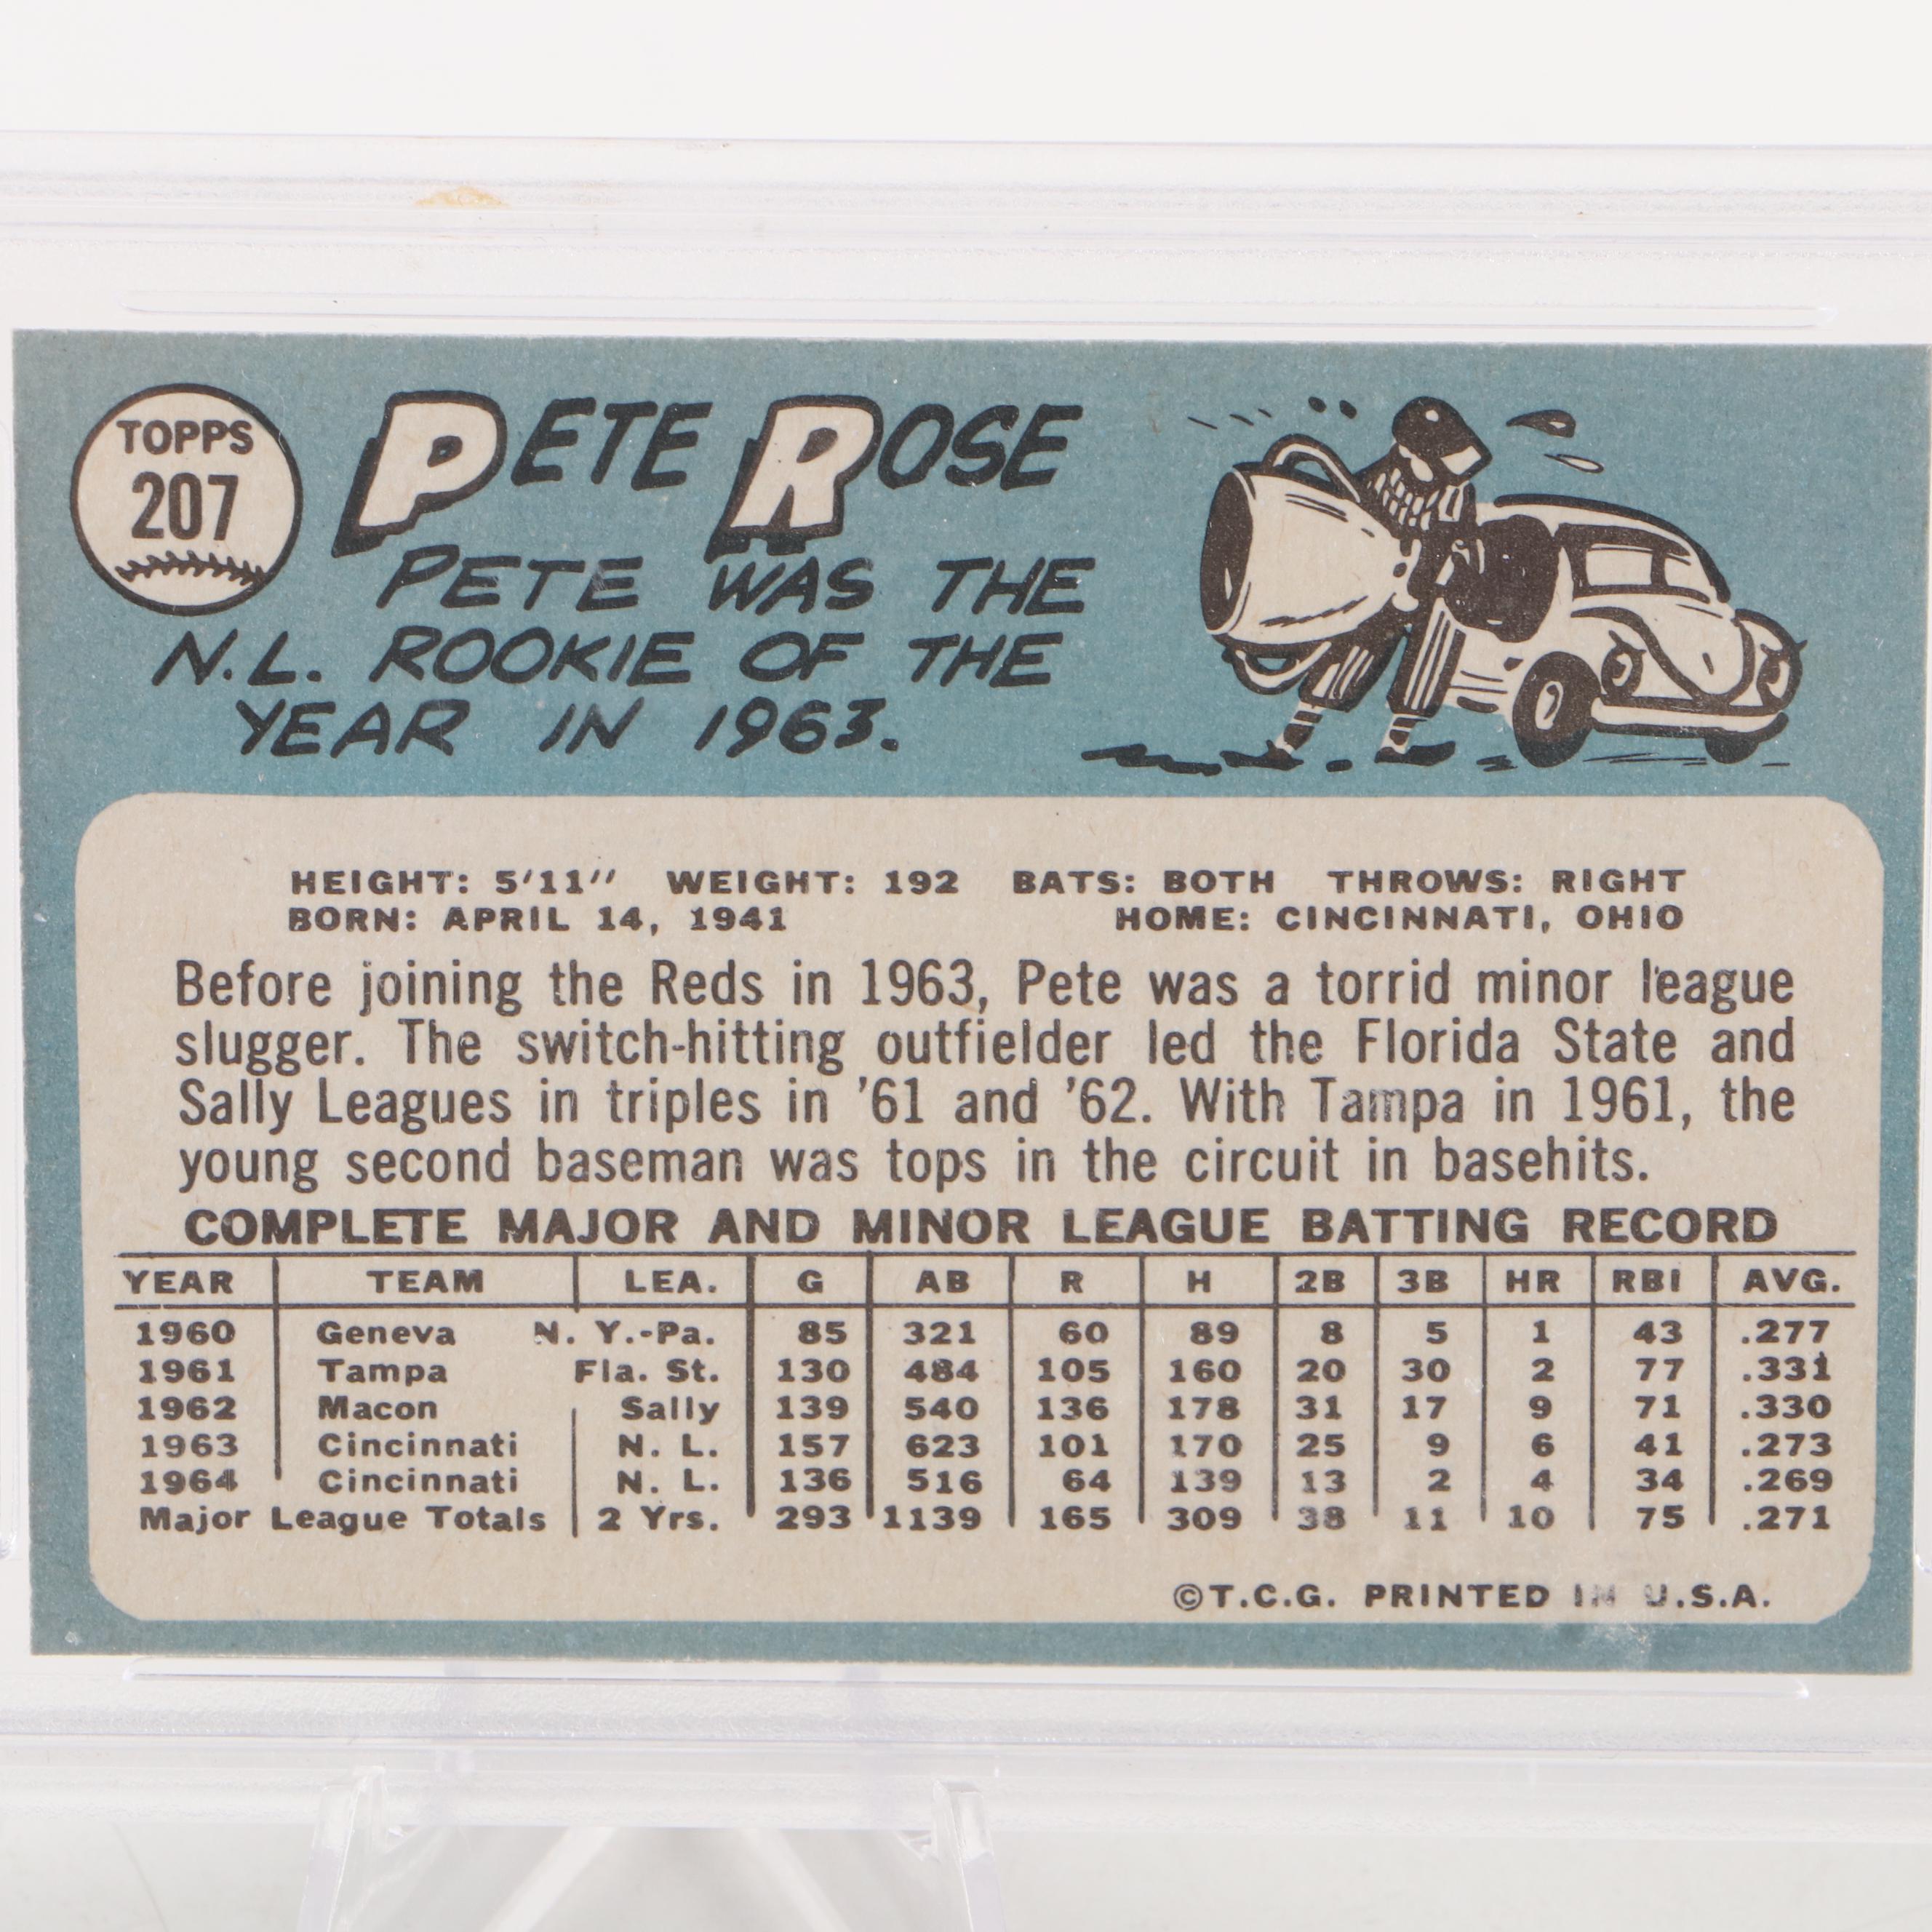 TOPPS
207
PETE ROSE
PETE WAS THE
N.L. ROOKIE OF THE
YEAR IN 1963.
HEIGHT: 5'11" WEIGHT: 192 BATS: BOTH THROWS: RIGHT
BORN: APRIL 14, 1941 HOME: CINCINNATI, OHIO
Before joining the Reds in 1963, Pete was a torrid minor league
slugger. The switch-hitting outfielder led the Florida State and
Sally Leagues in triples in '61 and '62. With Tampa in 1961, the
young second baseman was tops in the circuit in basehits.
COMPLETE MAJOR AND MINOR LEAGUE BATTING RECORD
YEAR TEAM LEA. G AB R H 2B 3B HR RBI AVG.
1960 Geneva N. Y.-Pa. 85 321 60 89 8 5 1 43 .277
1961 Tampa Fla. St. 130 484 105 160 20 30 2 77 .331
1962 Macon Sally 139 540 136 178 31 17 9 71 .330
1963 Cincinnati N. L. 157 623 101 170 25 9 6 41 .273
1964 Cincinnati N. L. 136 516 64 139 13 2 4 34 .269
Major League Totals 2 Yrs. 293 1139 165 309 38 11 10 75 .271
©T.C.G. PRINTED IN U.S.A.